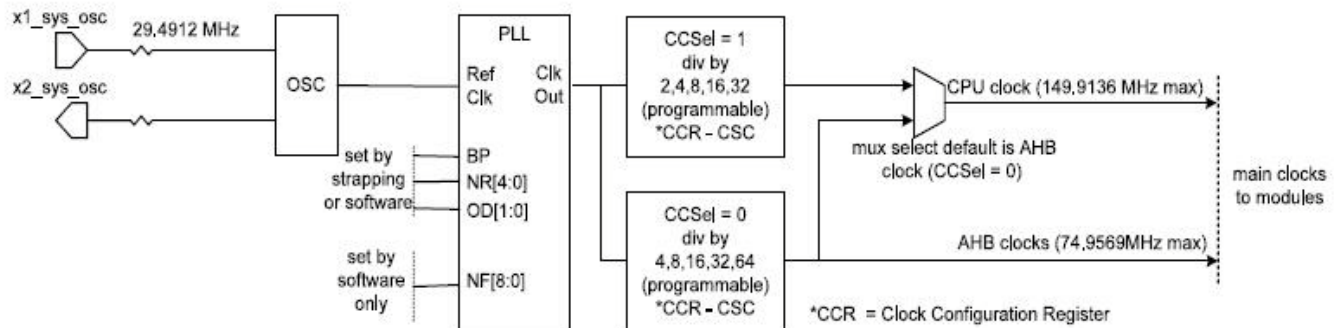 x1_sys_osc
29,4912 MHz
x2_sys_osc
OSC
PLL
Ref Clk
Clk Out
BP
NR[4:0]
OD[1:0]
NF[8:0]
set by
strapping
or software
set by
software
only
CCSel = 1
div by
2,4,8,16,32
(programmable)
*CCR - CSC
CCSel = 0
div by
4,8,16,32,64
(programmable)
*CCR - CSC
CPU clock (149,9136 MHz max)
mux select default is AHB
clock (CCSel = 0)
AHB clocks (74,9569MHz max)
main clocks
to modules
*CCR = Clock Configuration Register